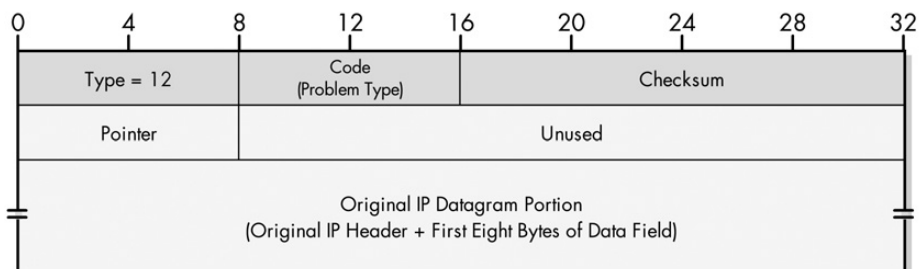 0 4 8 12 16 20 24 28 32
Type = 12
Code
(Problem Type)
Checksum
Pointer
Unused
Original IP Datagram Portion
(Original IP Header + First Eight Bytes of Data Field)